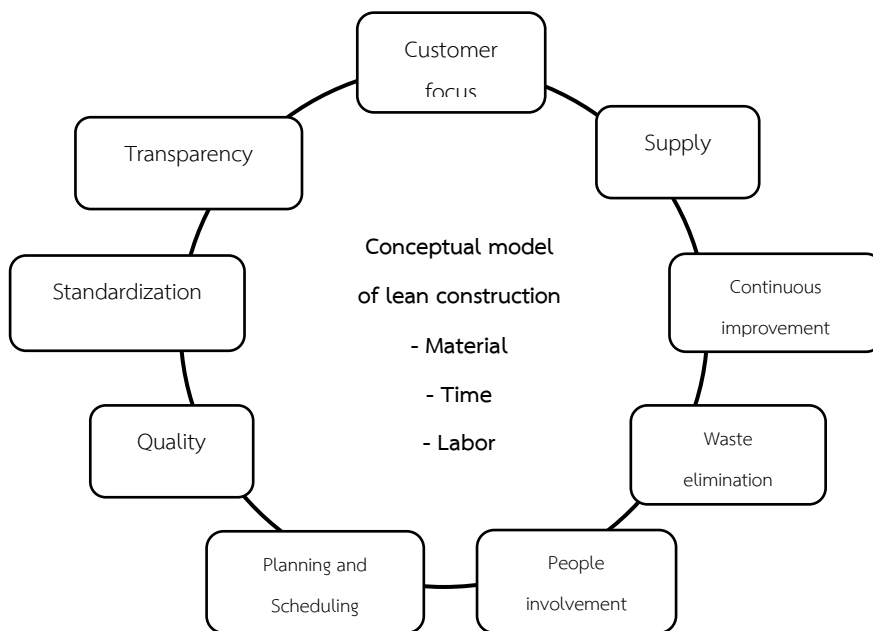 Customer
focus
Supply
Continuous
improvement
Waste
elimination
People
involvement
Planning and
Scheduling
Quality
Standardization
Transparency
Conceptual model
of lean construction
- Material
- Time
- Labor